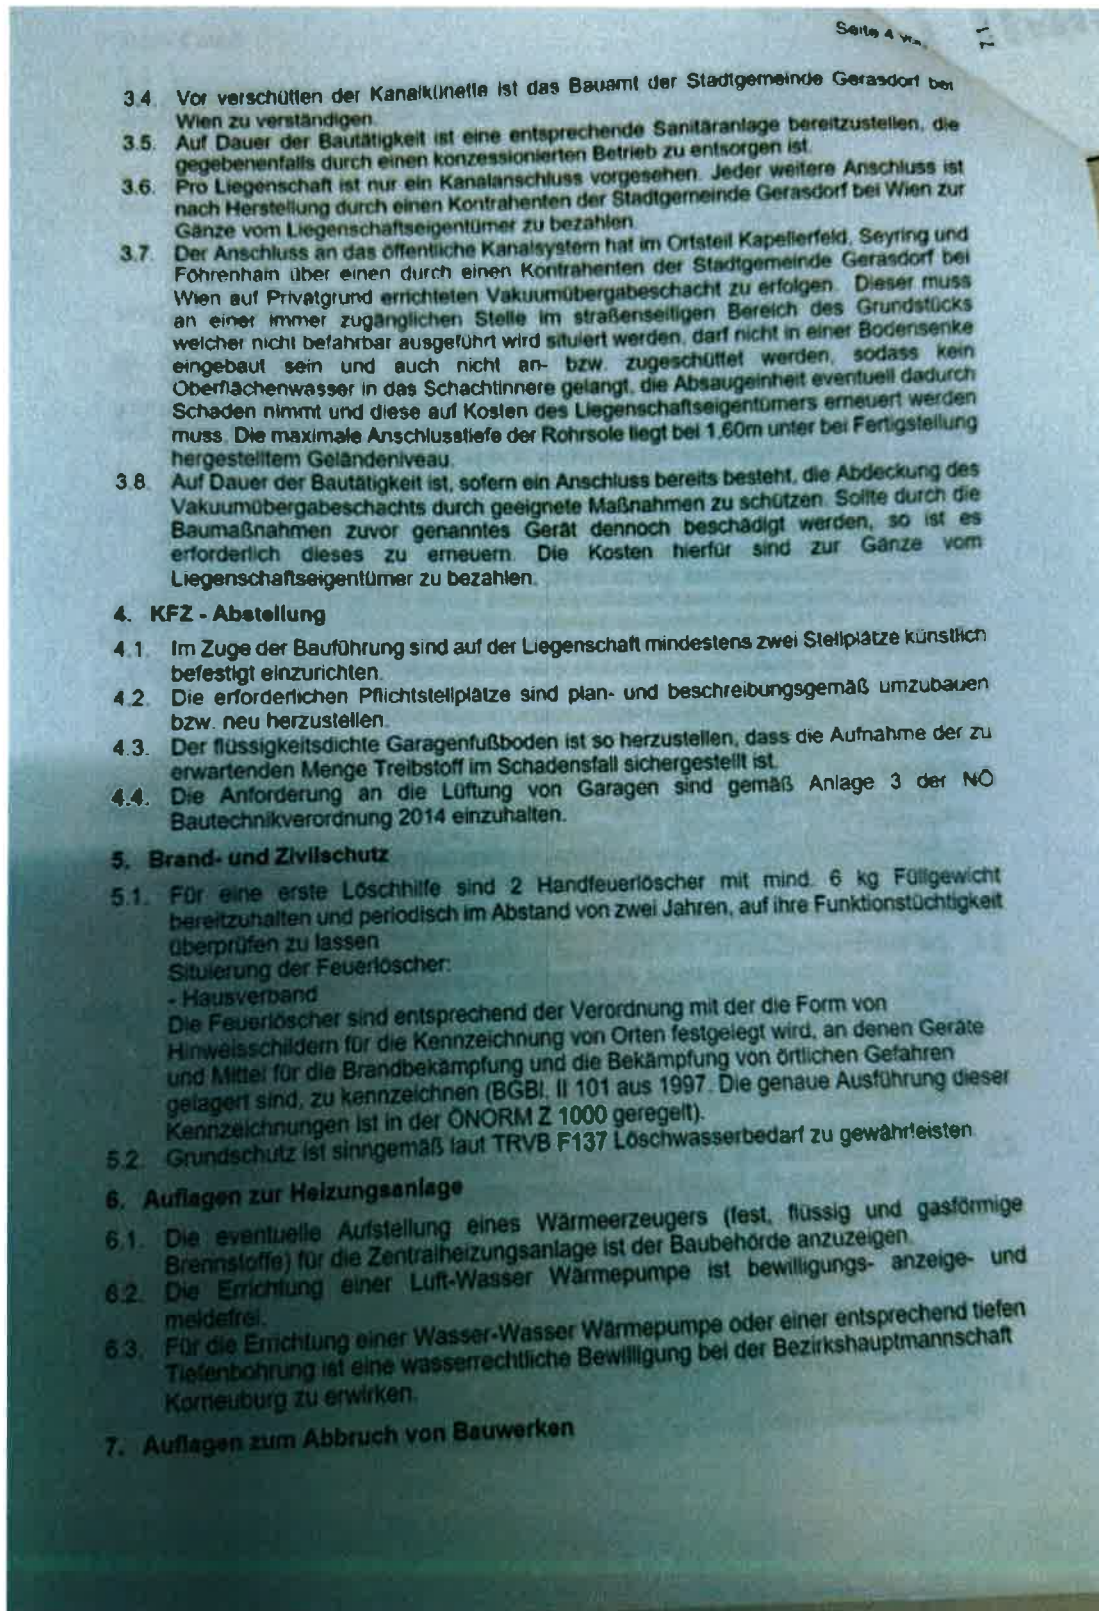 Seite 4
3.4. Vor verschütten der Kanalkünette ist das Bauamt der Stadtgemeinde Gerasdorf bei
Wien zu verständigen.
3.5. Auf Dauer der Bautätigkeit ist eine entsprechende Sanitäranlage bereitzustellen, die
gegebenenfalls durch einen konzessionierten Betrieb zu entsorgen ist.
3.6. Pro Liegenschaft ist nur ein Kanalanschluss vorgesehen. Jeder weitere Anschluss ist
nach Herstellung durch einen Kontrahenten der Stadtgemeinde Gerasdorf bei Wien zur
Gänze vom Liegenschaftseigentümer zu bezahlen.
3.7. Der Anschluss an das öffentliche Kanalsystem hat im Ortsteil Kapellerfeld, Seyring und
Föhrenhain über einen durch einen Kontrahenten der Stadtgemeinde Gerasdorf bei
Wien auf Privatgrund errichteten Vakuumübergabeschacht zu erfolgen. Dieser muss
an einer immer zugänglichen Stelle im straßenseitigen Bereich des Grundstücks
welcher nicht befahrbar ausgeführt wird situiert werden, darf nicht in einer Bodensenke
eingebaut sein und auch nicht an- bzw. zugeschüttet werden, sodass kein
Oberflächenwasser in das Schachtinnere gelangt, die Absaugeinheit eventuell dadurch
Schaden nimmt und diese auf Kosten des Liegenschaftseigentümers erneuert werden
muss. Die maximale Anschlusstiefe der Rohrsole liegt bei 1,60m unter bei Fertigstellung
hergestelltem Geländeniveau.
3.8. Auf Dauer der Bautätigkeit ist, sofern ein Anschluss bereits besteht, die Abdeckung des
Vakuumübergabeschachts durch geeignete Maßnahmen zu schützen. Sollte durch die
Baumaßnahmen zuvor genanntes Gerät dennoch beschädigt werden, so ist es
erforderlich dieses zu erneuern. Die Kosten hierfür sind zur Gänze vom
Liegenschaftseigentümer zu bezahlen.
4. KFZ - Abstellung
4.1. Im Zuge der Bauführung sind auf der Liegenschaft mindestens zwei Stellplätze künstlich
befestigt einzurichten.
4.2. Die erforderlichen Pflichtstellplätze sind plan- und beschreibungsgemäß umzubauen
bzw. neu herzustellen.
4.3. Der flüssigkeitsdichte Garagenfußboden ist so herzustellen, dass die Aufnahme der zu
erwartenden Menge Treibstoff im Schadensfall sichergestellt ist.
4.4. Die Anforderung an die Lüftung von Garagen sind gemäß Anlage 3 der NÖ
Bautechnikverordnung 2014 einzuhalten.
5. Brand- und Zivilschutz
5.1. Für eine erste Löschhilfe sind 2 Handfeuerlöscher mit mind. 6 kg Füllgewicht
bereitzuhalten und periodisch im Abstand von zwei Jahren, auf ihre Funktionstüchtigkeit
überprüfen zu lassen
Situierung der Feuerlöscher:
- Hausverband
Die Feuerlöscher sind entsprechend der Verordnung mit der die Form von
Hinweisschildern für die Kennzeichnung von Orten festgelegt wird, an denen Geräte
und Mittel für die Brandbekämpfung und die Bekämpfung von örtlichen Gefahren
gelagert sind, zu kennzeichnen (BGBl. II 101 aus 1997. Die genaue Ausführung dieser
Kennzeichnungen ist in der ÖNORM Z 1000 geregelt).
5.2. Grundschutz ist sinngemäß laut TRVB F137 Löschwasserbedarf zu gewährleisten.
6. Auflagen zur Heizungsanlage
6.1. Die eventuelle Aufstellung eines Wärmeerzeugers (fest, flüssig und gasförmige
Brennstoffe) für die Zentralheizungsanlage ist der Baubehörde anzuzeigen.
6.2. Die Errichtung einer Luft-Wasser Wärmepumpe ist bewilligungs- anzeige- und
meldefrei.
6.3. Für die Errichtung einer Wasser-Wasser Wärmepumpe oder einer entsprechend tiefen
Tiefenbohrung ist eine wasserrechtliche Bewilligung bei der Bezirkshauptmannschaft
Korneuburg zu erwirken.
7. Auflagen zum Abbruch von Bauwerken